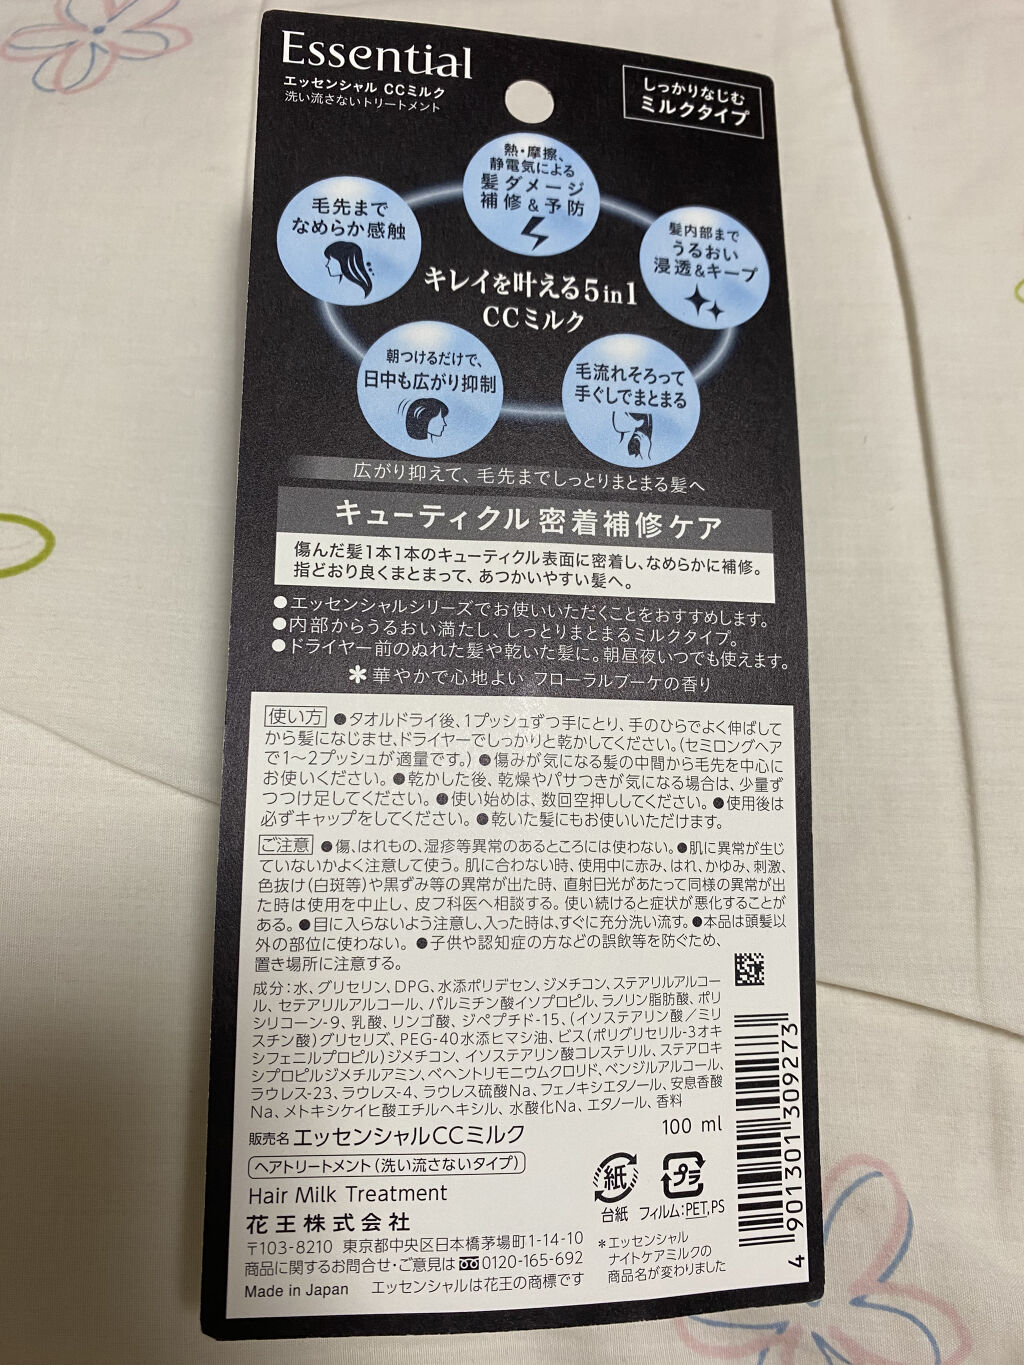 Essential
エッセンシャル CCミルク
洗い流さないトリートメント
しっかりなじむ
ミルクタイプ
熱・摩擦、
静電気による
髪ダメージ
補修&予防
毛先まで
なめらか感触
髪内部まで
うるおい
浸透&キープ
キレイを叶える5in1
CCミルク
朝つけるだけで、
日中も広がり抑制
毛流れそろって
手ぐしでまとまる
広がり抑えて、毛先までしっとりまとまる髪へ
キューティクル密着補修ケア
傷んだ髪1本1本のキューティクル表面に密着し、なめらかに補修。
指どおり良くまとまって、あつかいやすい髪へ。
●エッセンシャルシリーズでお使いいただくことをおすすめします。
●内部からうるおい満たし、しっとりまとまるミルクタイプ。
●ドライヤー前のぬれた髪や乾いた髪に。朝昼夜いつでも使えます。
＊華やかで心地よい フローラルブーケの香り
使い方 ●タオルドライ後、1プッシュずつ手にとり、手のひらでよく伸ばして
から髪になじませ、ドライヤーでしっかりと乾かしてください。(セミロングヘア
で1〜2プッシュが適量です。) ●傷みが気になる髪の中間から毛先を中心に
お使いください。●乾かした後、乾燥やパサつきが気になる場合は、少量ず
つつけ足してください。●使い始めは、数回空押ししてください。●使用後は
必ずキャップをしてください。●乾いた髪にもお使いいただけます。
ご注意 ●傷、はれもの、湿疹等異常のあるところには使わない。●肌に異常が生じ
ていないかよく注意して使う。肌に合わない時、使用中に赤み、はれ、かゆみ、刺激、
色抜け(白斑等)や黒ずみ等の異常が出た時、直射日光があたって同様の異常が出
た時は使用を中止し、皮フ科医へ相談する。使い続けると症状が悪化することが
ある。●目に入らないよう注意し、入った時は、すぐに充分洗い流す。●本品は頭髪以
外の部位に使わない。●子供や認知症の方などの誤飲等を防ぐため、
置き場所に注意する。
成分：水、グリセリン、DPG、水添ポリデセン、ジメチコン、ステアリルアルコー
ル、セテアリルアルコール、パルミチン酸イソプロピル、ラノリン脂肪酸、ポリ
シリコーン-9、乳酸、リンゴ酸、ジペプチド-15、(イソステアリン酸／ミリ
スチン酸)グリセリズ、PEG-40水添ヒマシ油、ビス(ポリグリセリル-3オキ
シフェニルプロピル)ジメチコン、イソステアリン酸コレステリル、ステアロキ
シプロピルジメチルアミン、ベヘントリモニウムクロリド、ベンジルアルコール、
ラウレス-23、ラウレス-4、ラウレス硫酸Na、フェノキシエタノール、安息香酸
Na、メトキシケイヒ酸エチルヘキシル、水酸化Na、エタノール、香料
販売名 エッセンシャルCCミルク
100 ml
ヘアトリートメント(洗い流さないタイプ)
Hair Milk Treatment
花王株式会社
〒103-8210 東京都中央区日本橋茅場町1-14-10
商品に関するお問合せ・ご意見は 0120-165-692
Made in Japan エッセンシャルは花王の商標です
紙
台紙
プラ
フィルム：PET,PS
＊エッセンシャル
ナイトケアミルクの
商品名が変わりました
4 901301 309273